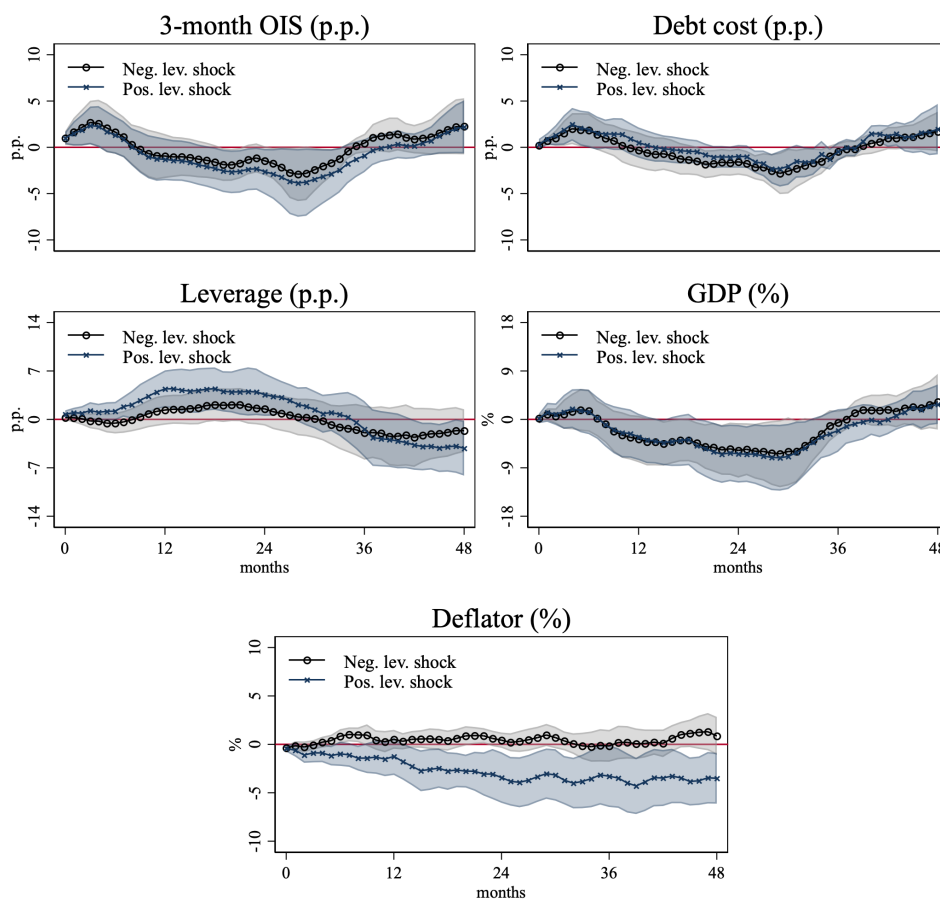 3-month OIS (p.p.)
p.p.
10
5
0
-5
-10
Neg. lev. shock
Pos. lev. shock
Debt cost (p.p.)
p.p.
10
5
0
-5
-10
Neg. lev. shock
Pos. lev. shock
Leverage (p.p.)
p.p.
14
7
0
-7
-14
Neg. lev. shock
Pos. lev. shock
0 12 24 36 48
months
GDP (%)
%
18
9
0
-9
-18
Neg. lev. shock
Pos. lev. shock
0 12 24 36 48
months
Deflator (%)
%
10
5
0
-5
-10
Neg. lev. shock
Pos. lev. shock
0 12 24 36 48
months